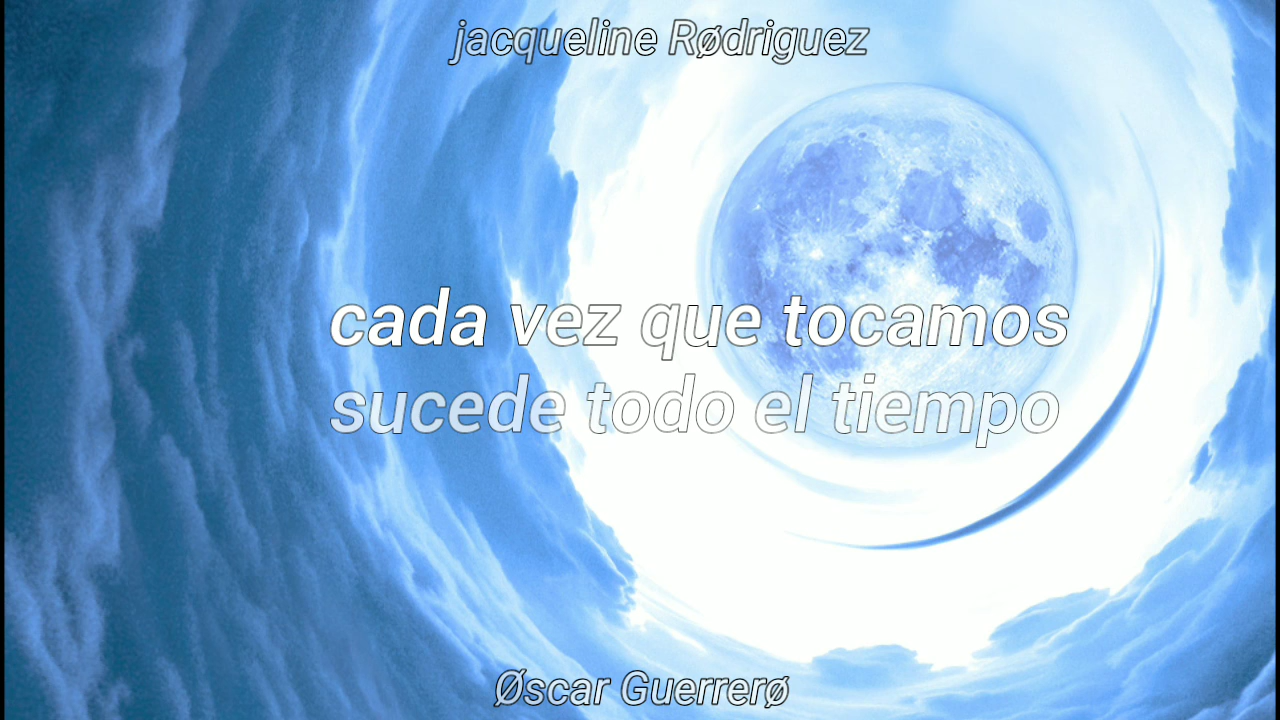 jacqueline Rødriguez
cada vez que tocamos
sucede todo el tiempo
Øscar Guerrerø